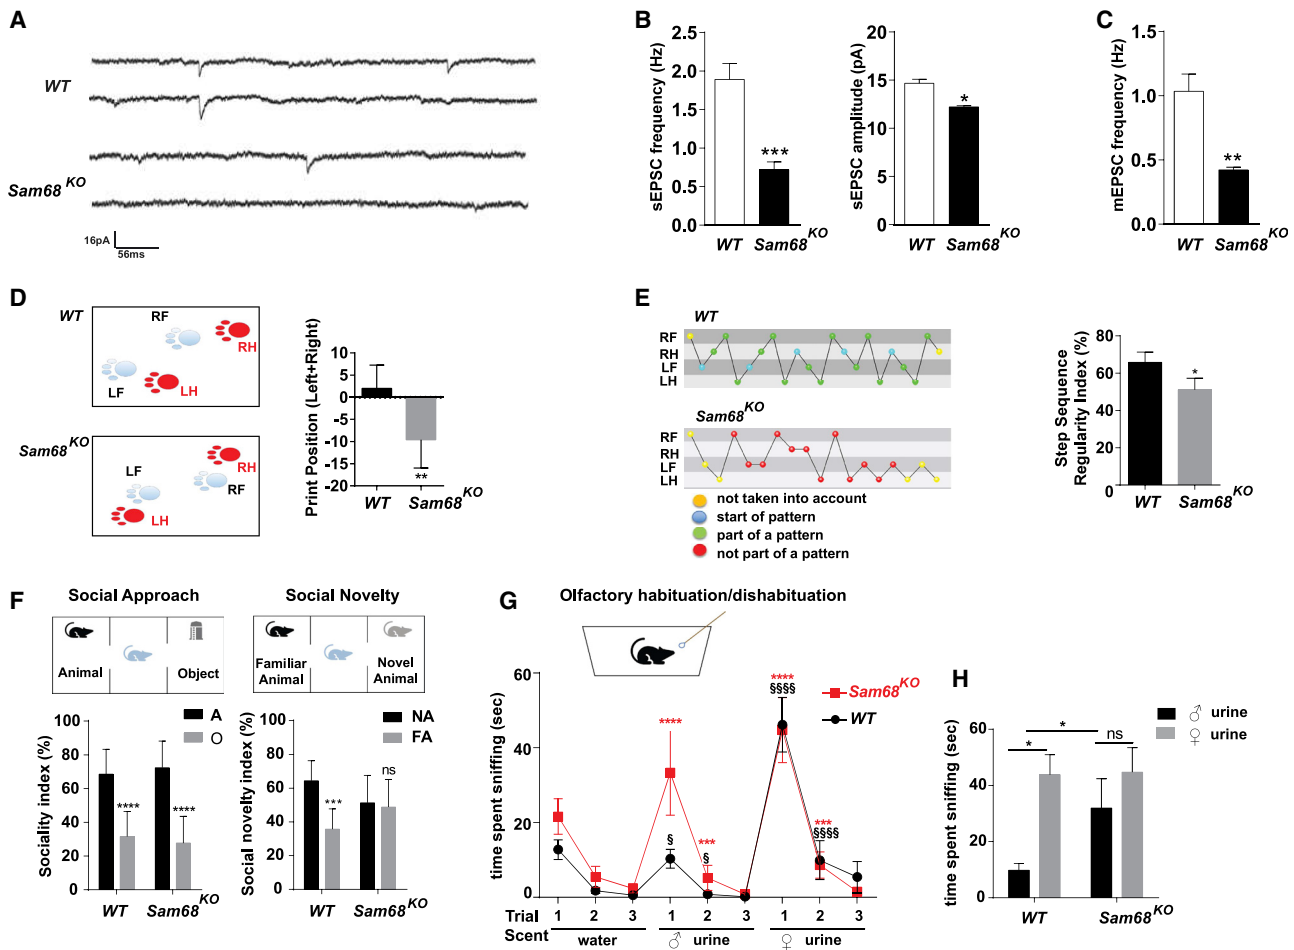 A
WT
Sam68 KO
16pA
56ms
B
sEPSC frequency (Hz)
2.5
2.0
1.5
1.0
0.5
0.0
***
WT Sam68 KO
sEPSC amplitude (pA)
20
15
10
5
0
*
WT Sam68 KO
C
mEPSC frequency (Hz)
1.5
1.0
0.5
0.0
**
WT Sam68 KO
D
WT
RF
RH
LF
LH
Sam68 KO
RH
LF
RF
LH
Print Position (Left+Right)
10
5
0
-5
-10
-15
-20
**
WT Sam68 KO
E
WT
RF
RH
LF
LH
Sam68 KO
RF
RH
LF
LH
not taken into account
start of pattern
part of a pattern
not part of a pattern
Step Sequence
Regularity Index (%)
80
60
40
20
0
*
WT Sam68 KO
F
Social Approach
Animal
Object
Sociality index (%)
100
80
60
40
20
0
A
O
****
****
WT Sam68 KO
Social Novelty
Familiar
Animal
Novel
Animal
Social novelty index (%)
100
80
60
40
20
0
NA
FA
***
ns
WT Sam68 KO
G
Olfactory habituation/dishabituation
time spent sniffing (sec)
60
40
20
0
Sam68 KO
WT
****
§
***
§
****
§§§§
***
§§§§
Trial 1 2 3 1 2 3 1 2 3
Scent water ♂ urine ♀ urine
H
time spent sniffing (sec)
60
40
20
0
♂ urine
♀ urine
*
*
ns
WT Sam68 KO